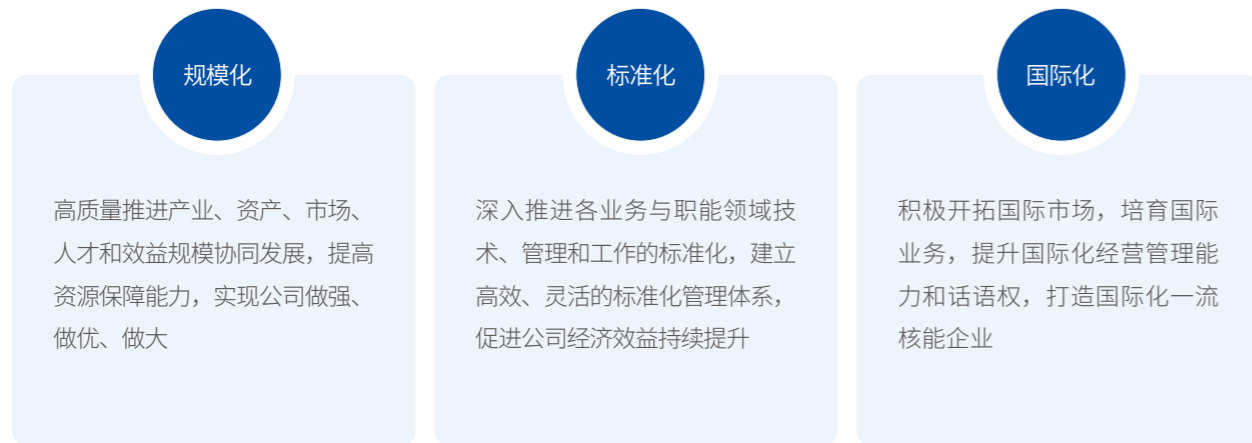 规模化
高质量推进产业、资产、市场、
人才和效益规模协同发展，提高
资源保障能力，实现公司做强、
做优、做大
标准化
深入推进各业务与职能领域技
术、管理和工作的标准化，建立
高效、灵活的标准化管理体系，
促进公司经济效益持续提升
国际化
积极开拓国际市场，培育国际
业务，提升国际化经营管理能
力和话语权，打造国际化一流
核能企业